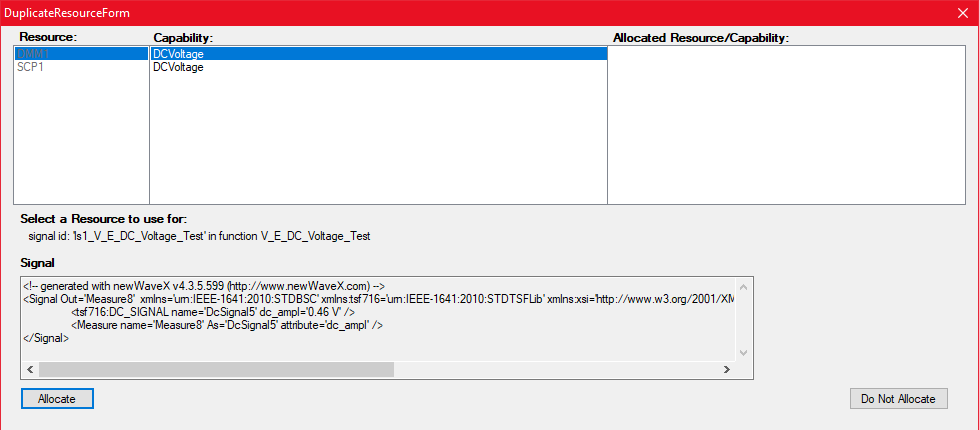 DuplicateResourceForm
Resource: Capability: Allocated Resource/Capability:
DMM1 DCVoltage
SCP1 DCVoltage
Select a Resource to use for:
signal id: 'ls1_V_E_DC_Voltage_Test' in function V_E_DC_Voltage_Test
Signal
<!-- generated with newWaveX v4.3.5.599 (http://www.newWaveX.com) -->
<Signal Out='Measure8' xmlns='urn:IEEE-1641:2010:STDBSC' xmlns:tsf716='urn:IEEE-1641:2010:STDTSFLib' xmlns:xsi='http://www.w3.org/2001/XM
<tsf716:DC_SIGNAL name='DcSignal5' dc_ampl='0.46 V' />
<Measure name='Measure8' As='DcSignal5' attribute='dc_ampl' />
</Signal>
Allocate Do Not Allocate